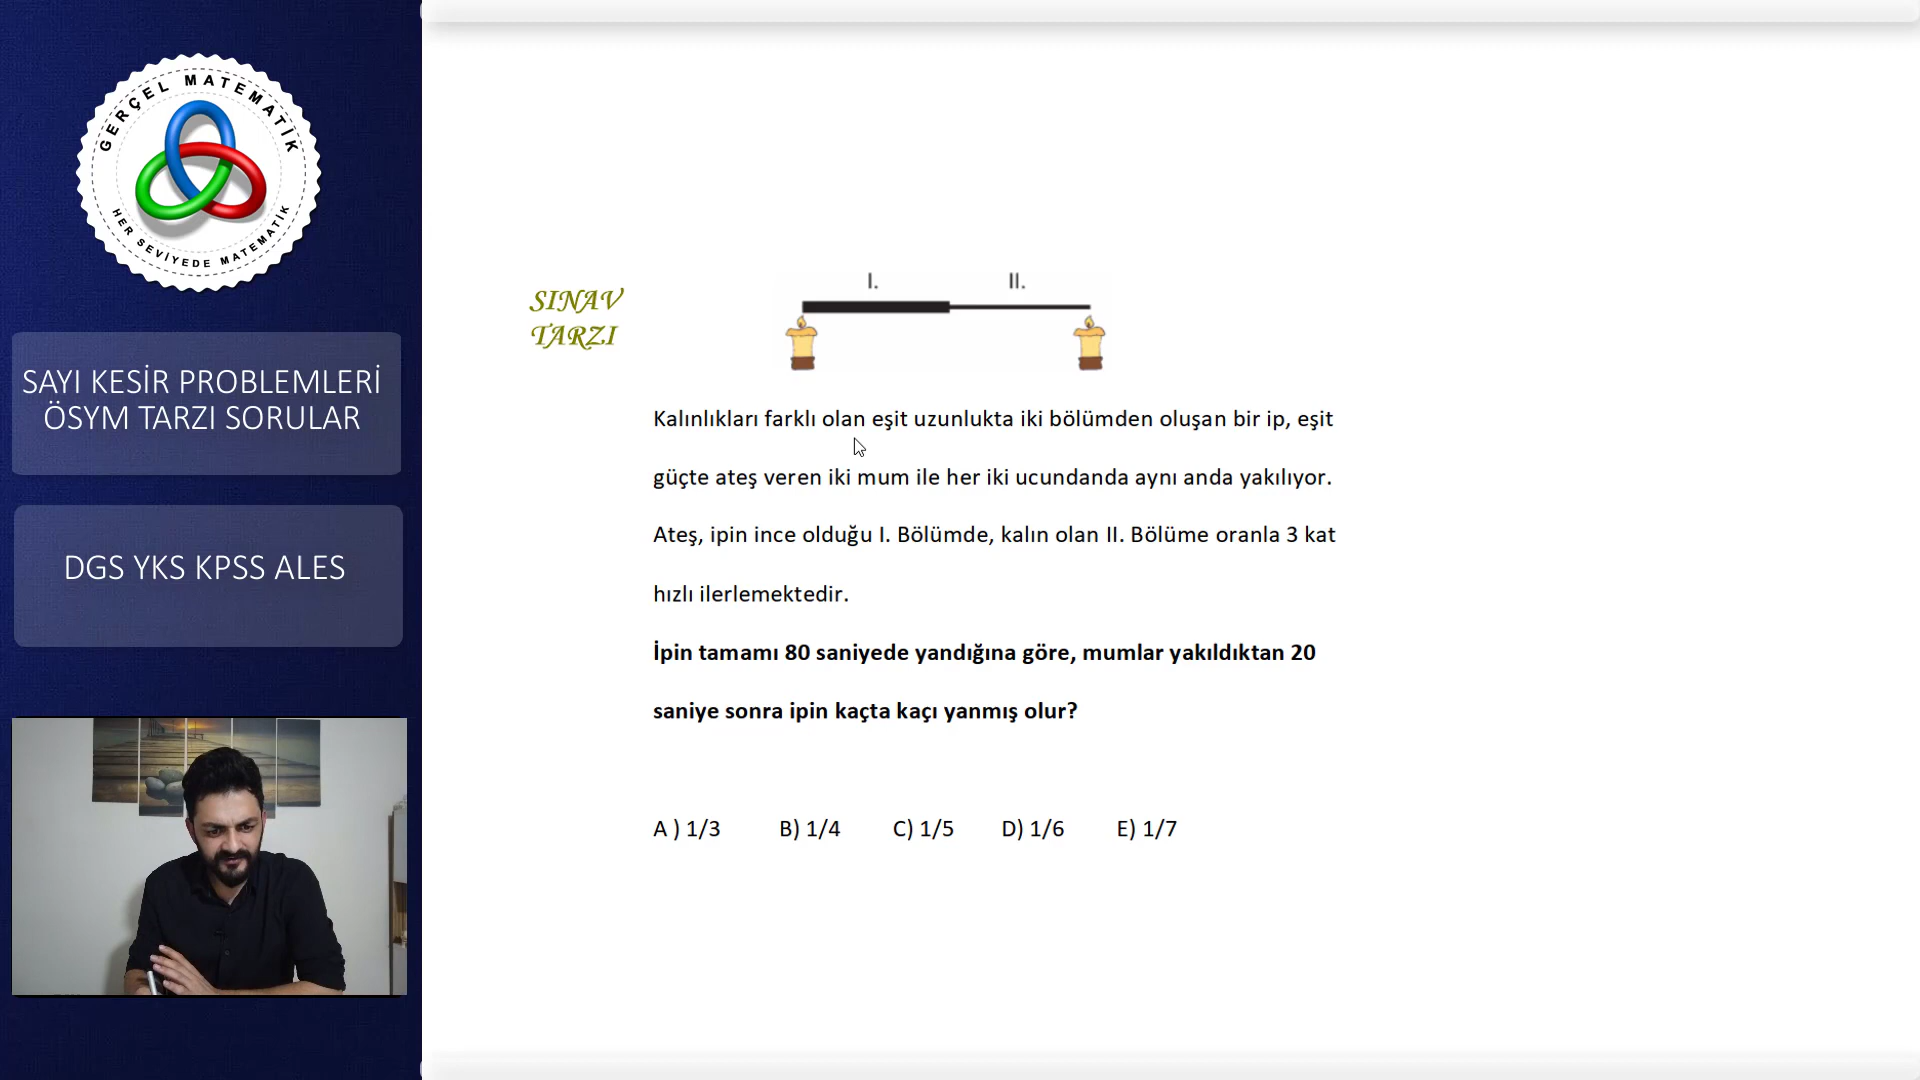 GERÇEL MATEMATİK
HER SEVİYEDE MATEMATİK
SAYI KESİR PROBLEMLERİ
ÖSYM TARZI SORULAR
DGS YKS KPSS ALES
SINAV
TARZI
I. II.
Kalınlıkları farklı olan eşit uzunlukta iki bölümden oluşan bir ip, eşit
güçte ateş veren iki mum ile her iki ucundanda aynı anda yakılıyor.
Ateş, ipin ince olduğu I. Bölümde, kalın olan II. Bölüme oranla 3 kat
hızlı ilerlemektedir.
İpin tamamı 80 saniyede yandığına göre, mumlar yakıldıktan 20
saniye sonra ipin kaçta kaçı yanmış olur?
A ) 1/3 B) 1/4 C) 1/5 D) 1/6 E) 1/7